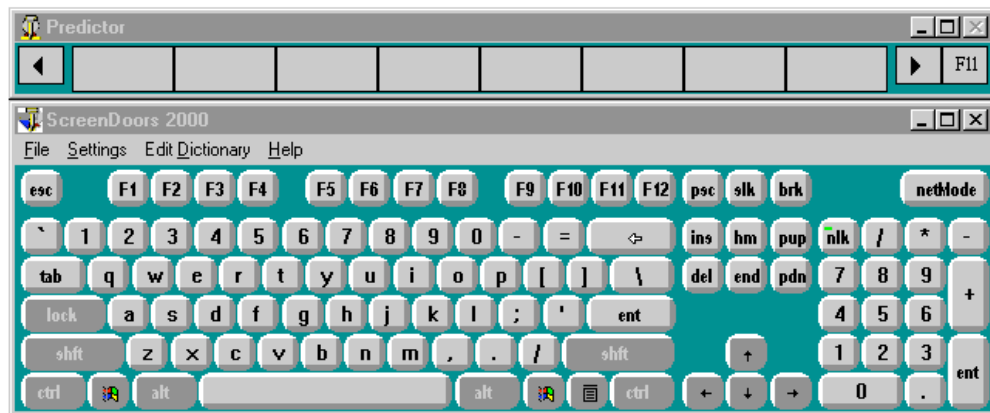 Predictor
F11
ScreenDoors 2000
File Settings Edit Dictionary Help
esc F1 F2 F3 F4 F5 F6 F7 F8 F9 F10 F11 F12 psc slk brk netMode
` 1 2 3 4 5 6 7 8 9 0 - = ins hm pup nlk / * -
tab q w e r t y u i o p [ ] \ del end pdn 7 8 9 +
lock a s d f g h j k l ; ' ent 4 5 6
shft z x c v b n m , . / shft 1 2 3 ent
ctrl alt alt ctrl 0 .